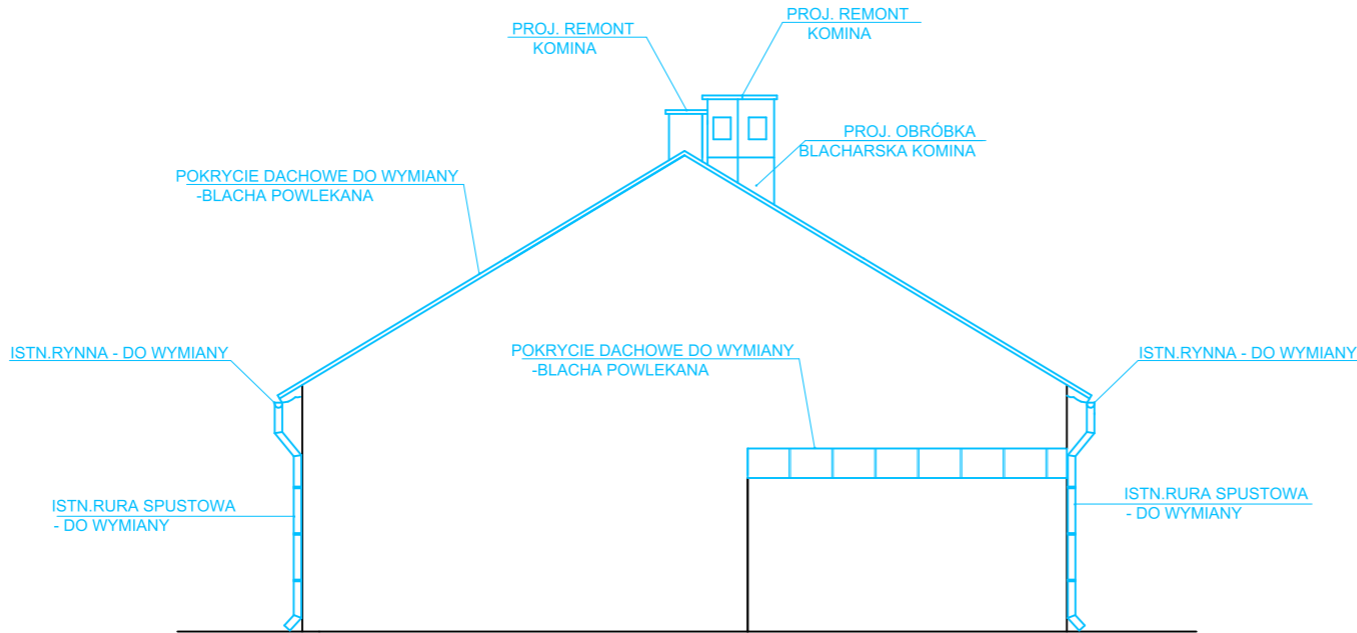 PROJ. REMONT
KOMINA
PROJ. REMONT
KOMINA
PROJ. OBRÓBKA
BLACHARSKA KOMINA
POKRYCIE DACHOWE DO WYMIANY
-BLACHA POWLEKANA
ISTN.RYNNA - DO WYMIANY
POKRYCIE DACHOWE DO WYMIANY
-BLACHA POWLEKANA
ISTN.RYNNA - DO WYMIANY
ISTN.RURA SPUSTOWA
- DO WYMIANY
ISTN.RURA SPUSTOWA
- DO WYMIANY